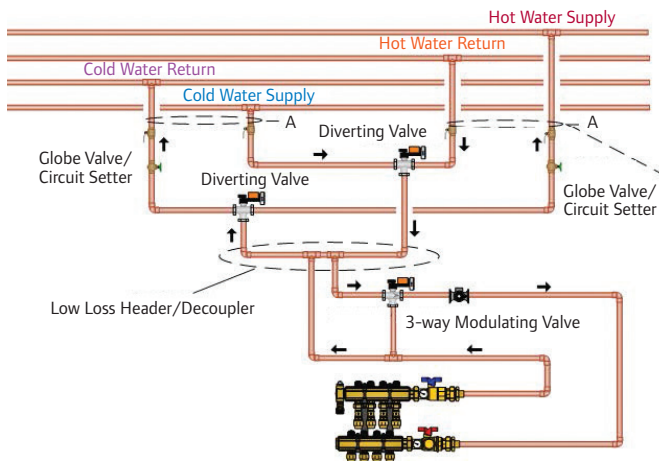 Hot Water Supply
Hot Water Return
Cold Water Return
Cold Water Supply
A
Diverting Valve
A
Globe Valve/
Circuit Setter
Diverting Valve
Globe Valve/
Circuit Setter
Low Loss Header/Decoupler
3-way Modulating Valve